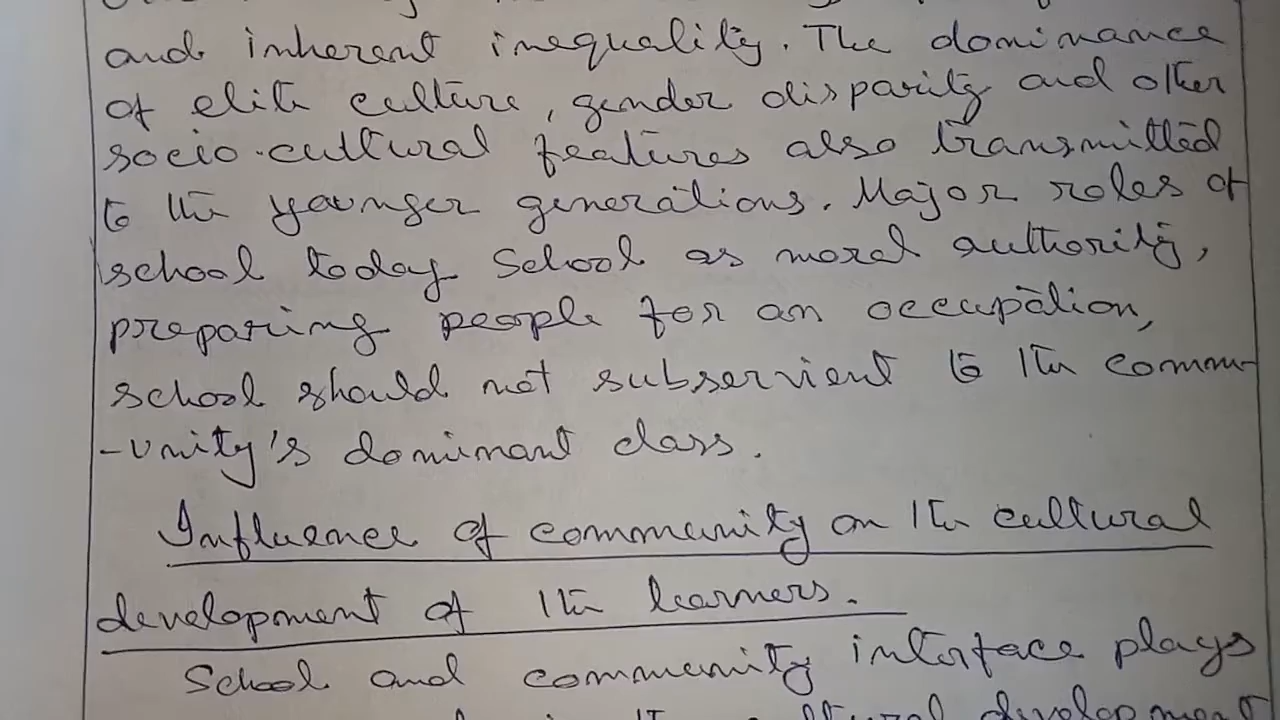 and inherent inequality. The dominance
of elite culture, gender disparity and other
socio-cultural features also transmitted
to the younger generations. Major roles of
school today School as moral authority,
preparing people for an occupation,
school should not subservient to the comm-
-unity's dominant class.
Influence of community on the cultural
development of the learners.
School and community interface plays
cultural development